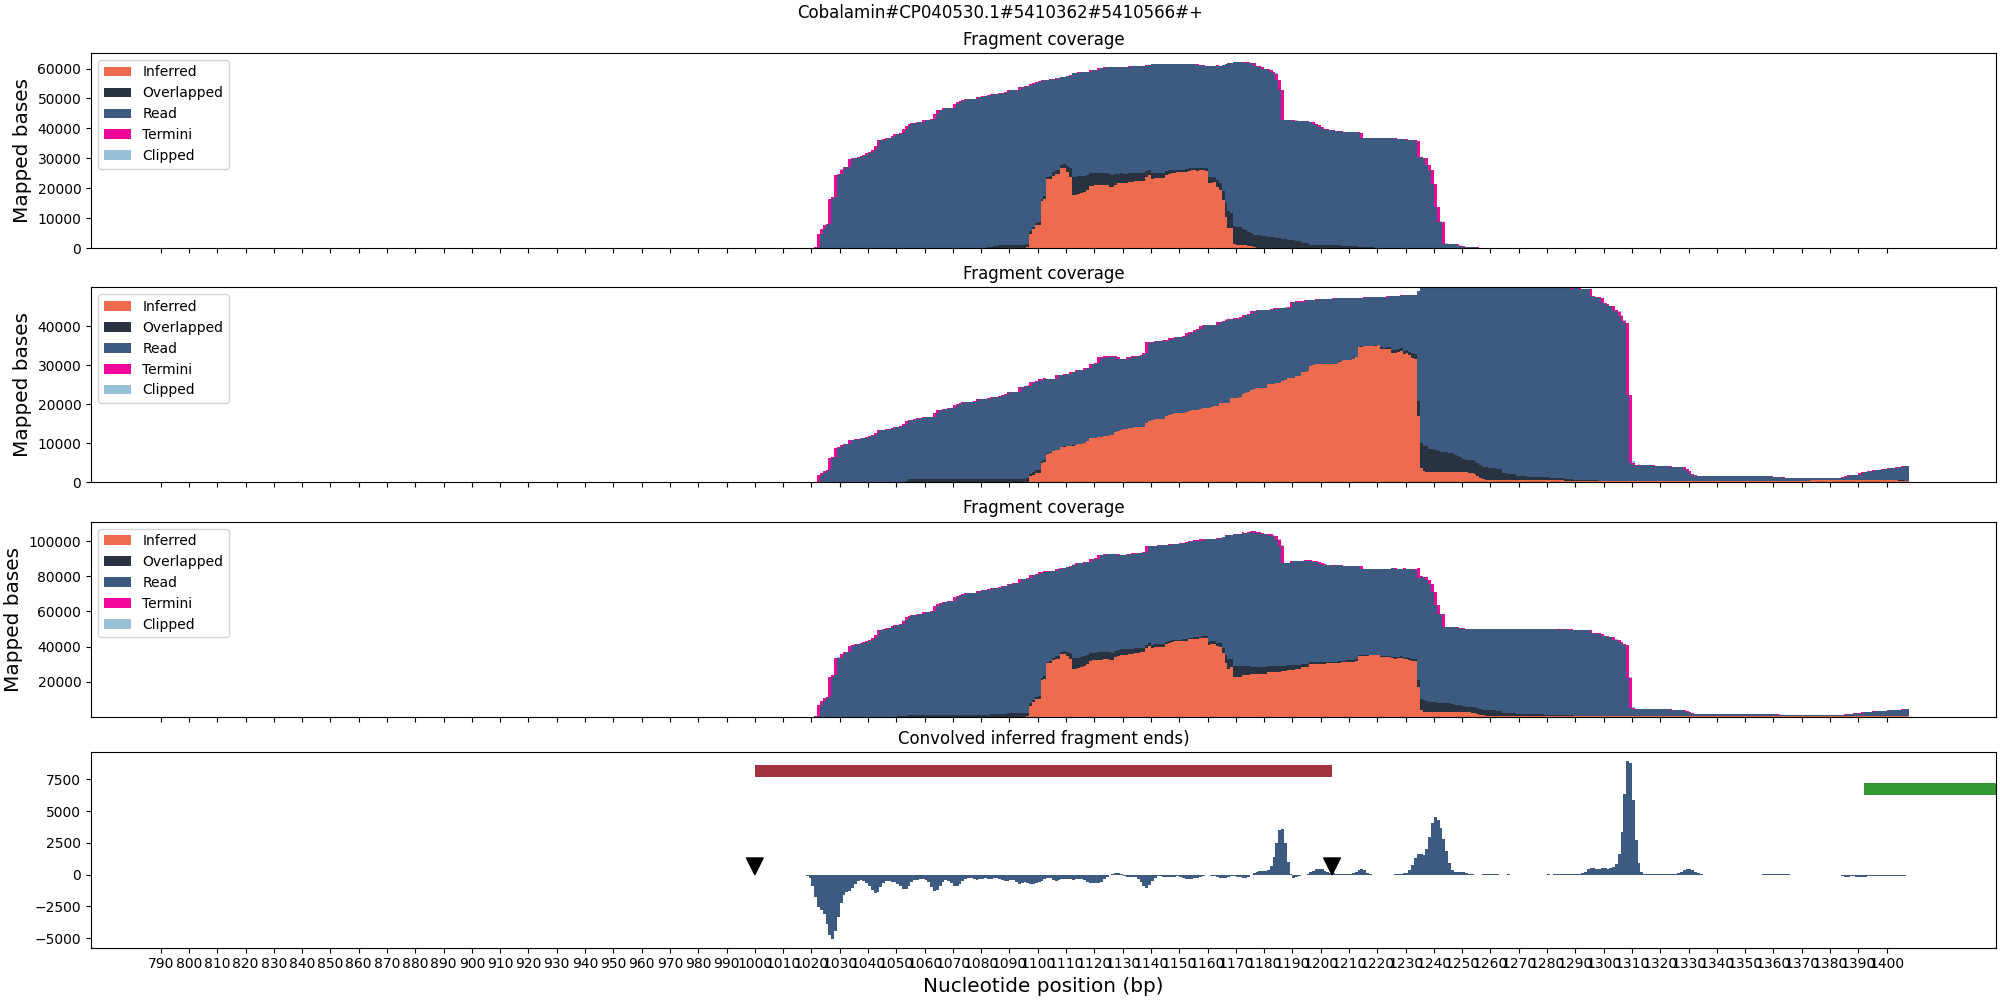 Cobalamin#CP040530.1#5410362#5410566#+
Fragment coverage
Mapped bases
60000
50000
40000
30000
20000
10000
0
Inferred
Overlapped
Read
Termini
Clipped
Fragment coverage
Mapped bases
40000
30000
20000
10000
0
Inferred
Overlapped
Read
Termini
Clipped
Fragment coverage
Mapped bases
100000
80000
60000
40000
20000
Inferred
Overlapped
Read
Termini
Clipped
Convolved inferred fragment ends)
7500
5000
2500
0
−2500
−5000
790 800 810 820 830 840 850 860 870 880 890 900 910 920 930 940 950 960 970 980 990 1000 1010 1020 1030 1040 1050 1060 1070 1080 1090 1100 1110 1120 1130 1140 1150 1160 1170 1180 1190 1200 1210 1220 1230 1240 1250 1260 1270 1280 1290 1300 1310 1320 1330 1340 1350 1360 1370 1380 1390 1400
Nucleotide position (bp)